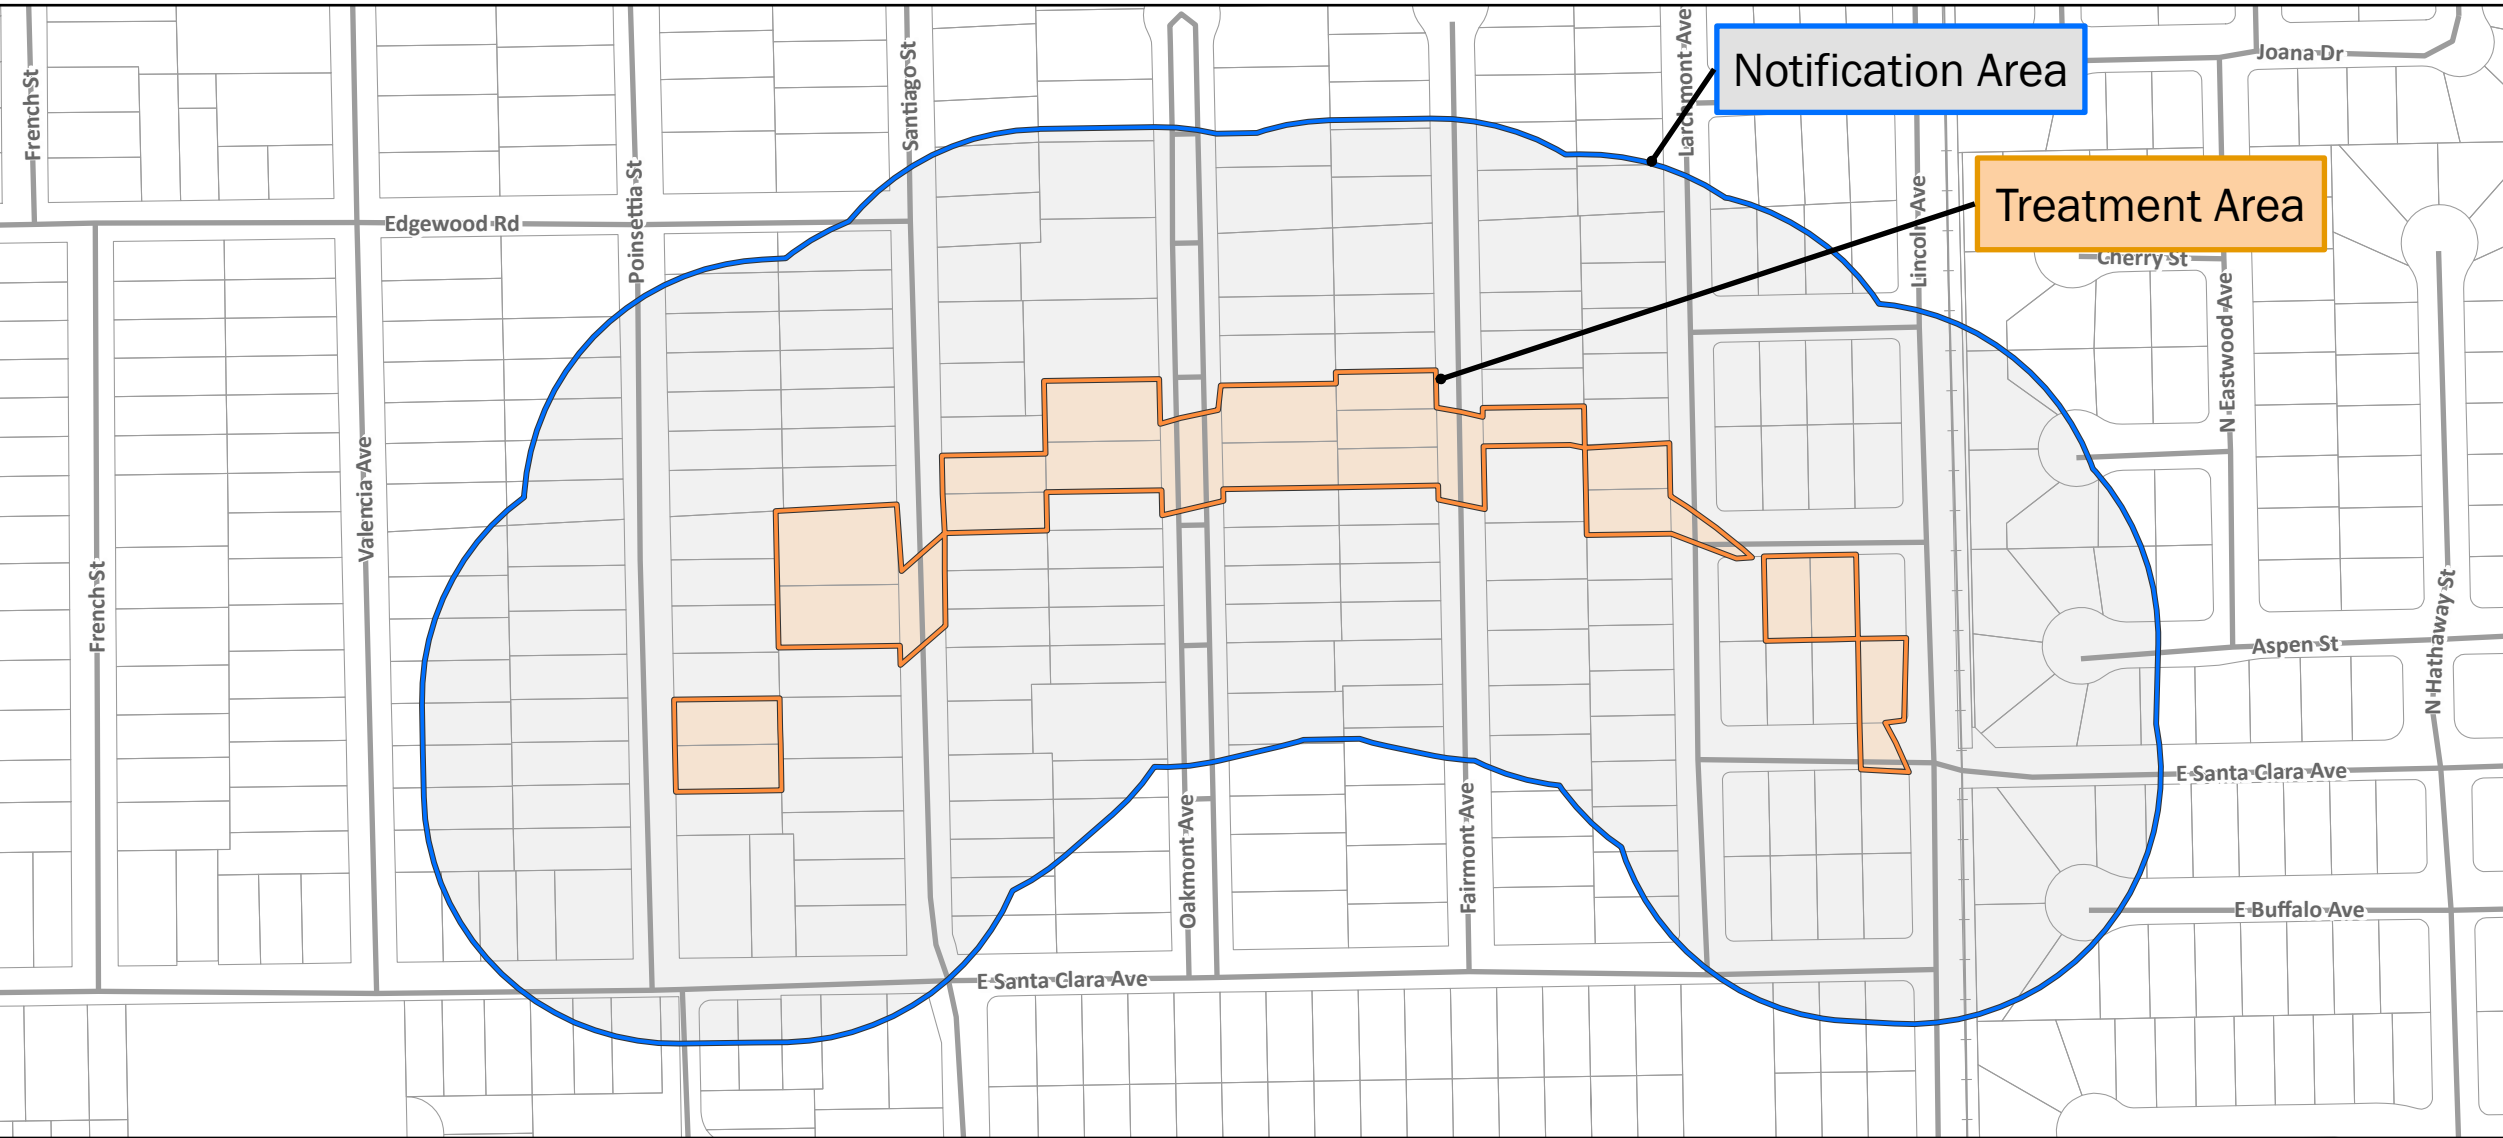 French St
Santiago St
Larchmont Ave
Notification Area
Joana Dr
Poinsettia St
Edgewood Rd
Treatment Area
Lincoln Ave
Cherry St
N Eastwood Ave
Valencia Ave
French St
N Hathaway St
Aspen St
E Santa Clara Ave
Oakmont Ave
Fairmont Ave
E Buffalo Ave
E Santa Clara Ave